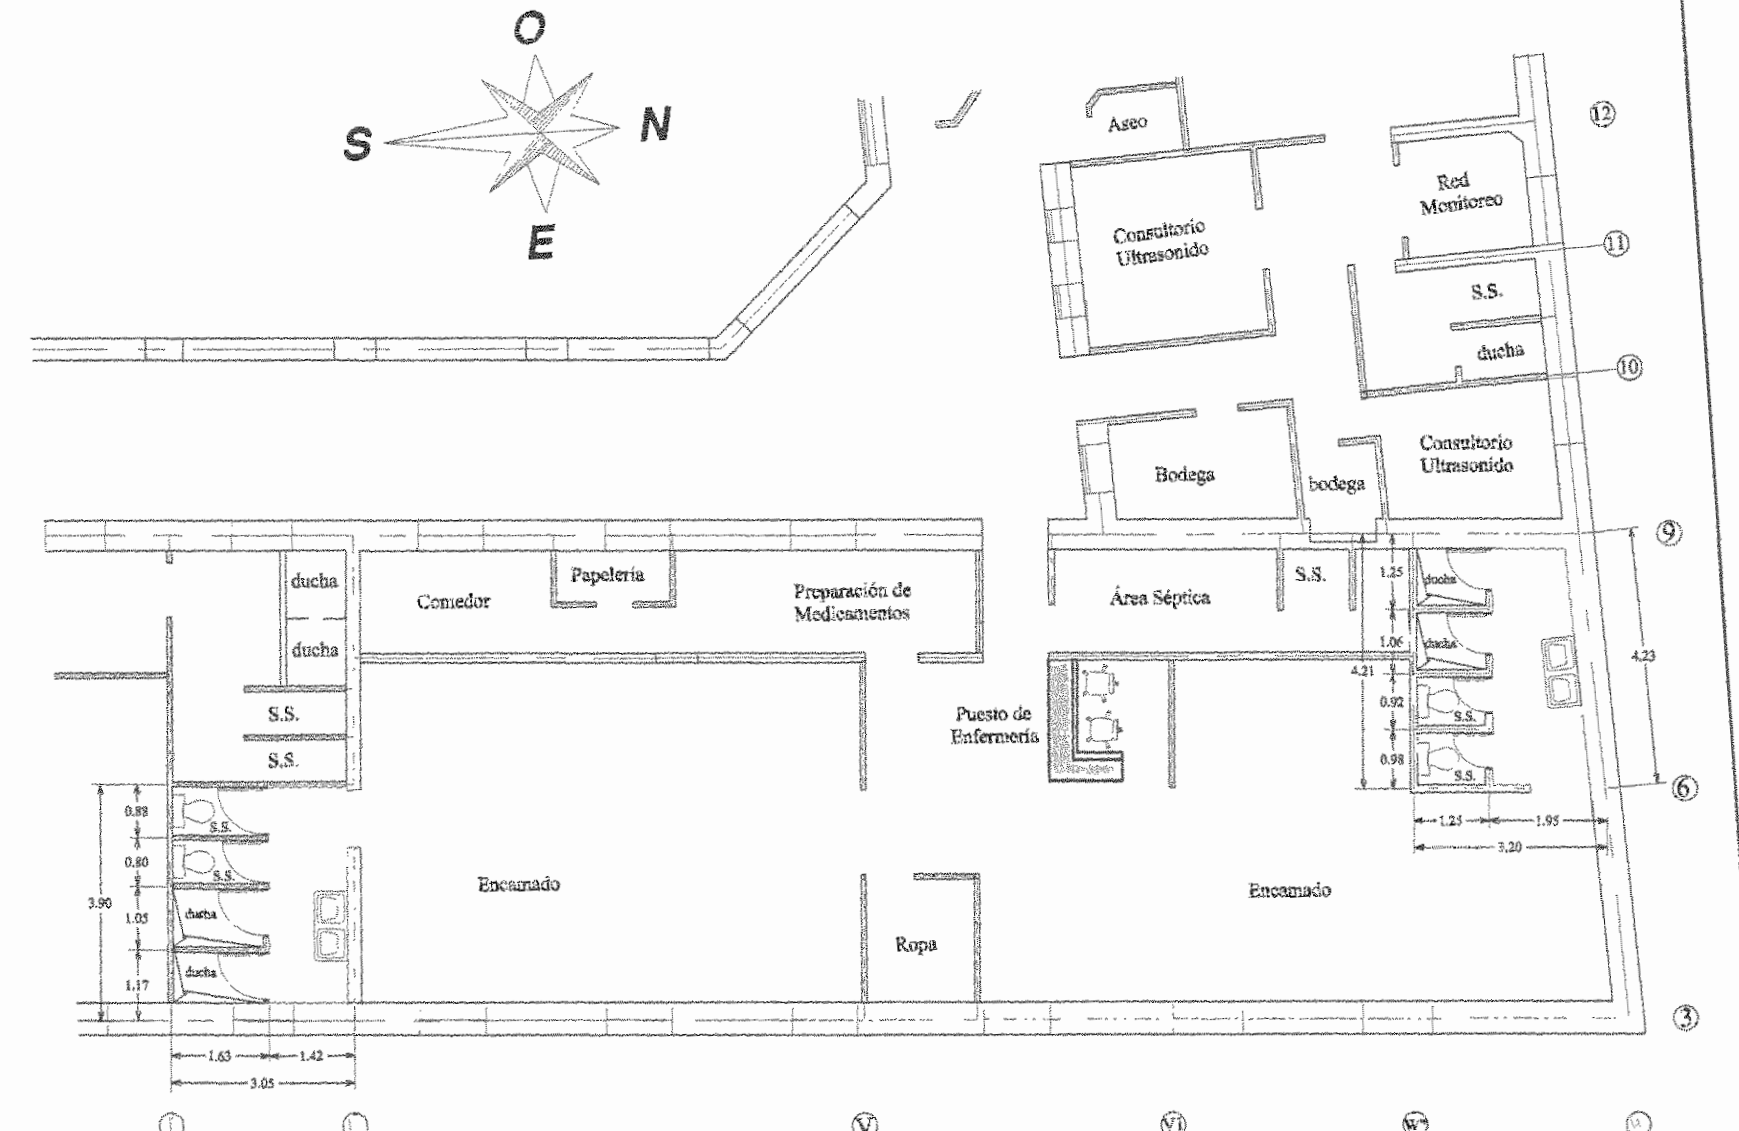 O
S
N
E
Aseo
12
Red
Monitoreo
Consultorio
Ultrasonido
11
S.S.
ducha
10
Consultorio
Ultrasonido
Bodega
bodega
9
ducha
Comedor
Papelería
Preparación de
Medicamentos
Área Séptica
S.S.
1.25
ducha
ducha
1.06
ducha
4.21
4.23
S.S.
0.92
S.S.
Puesto de
Enfermería
S.S.
0.98
S.S.
6
0.88
S.S.
1.25
1.95
3.20
0.80
S.S.
Encamado
Encamado
3.90
1.05
ducha
Ropa
1.17
ducha
3
1.63
1.42
3.05
V
VI